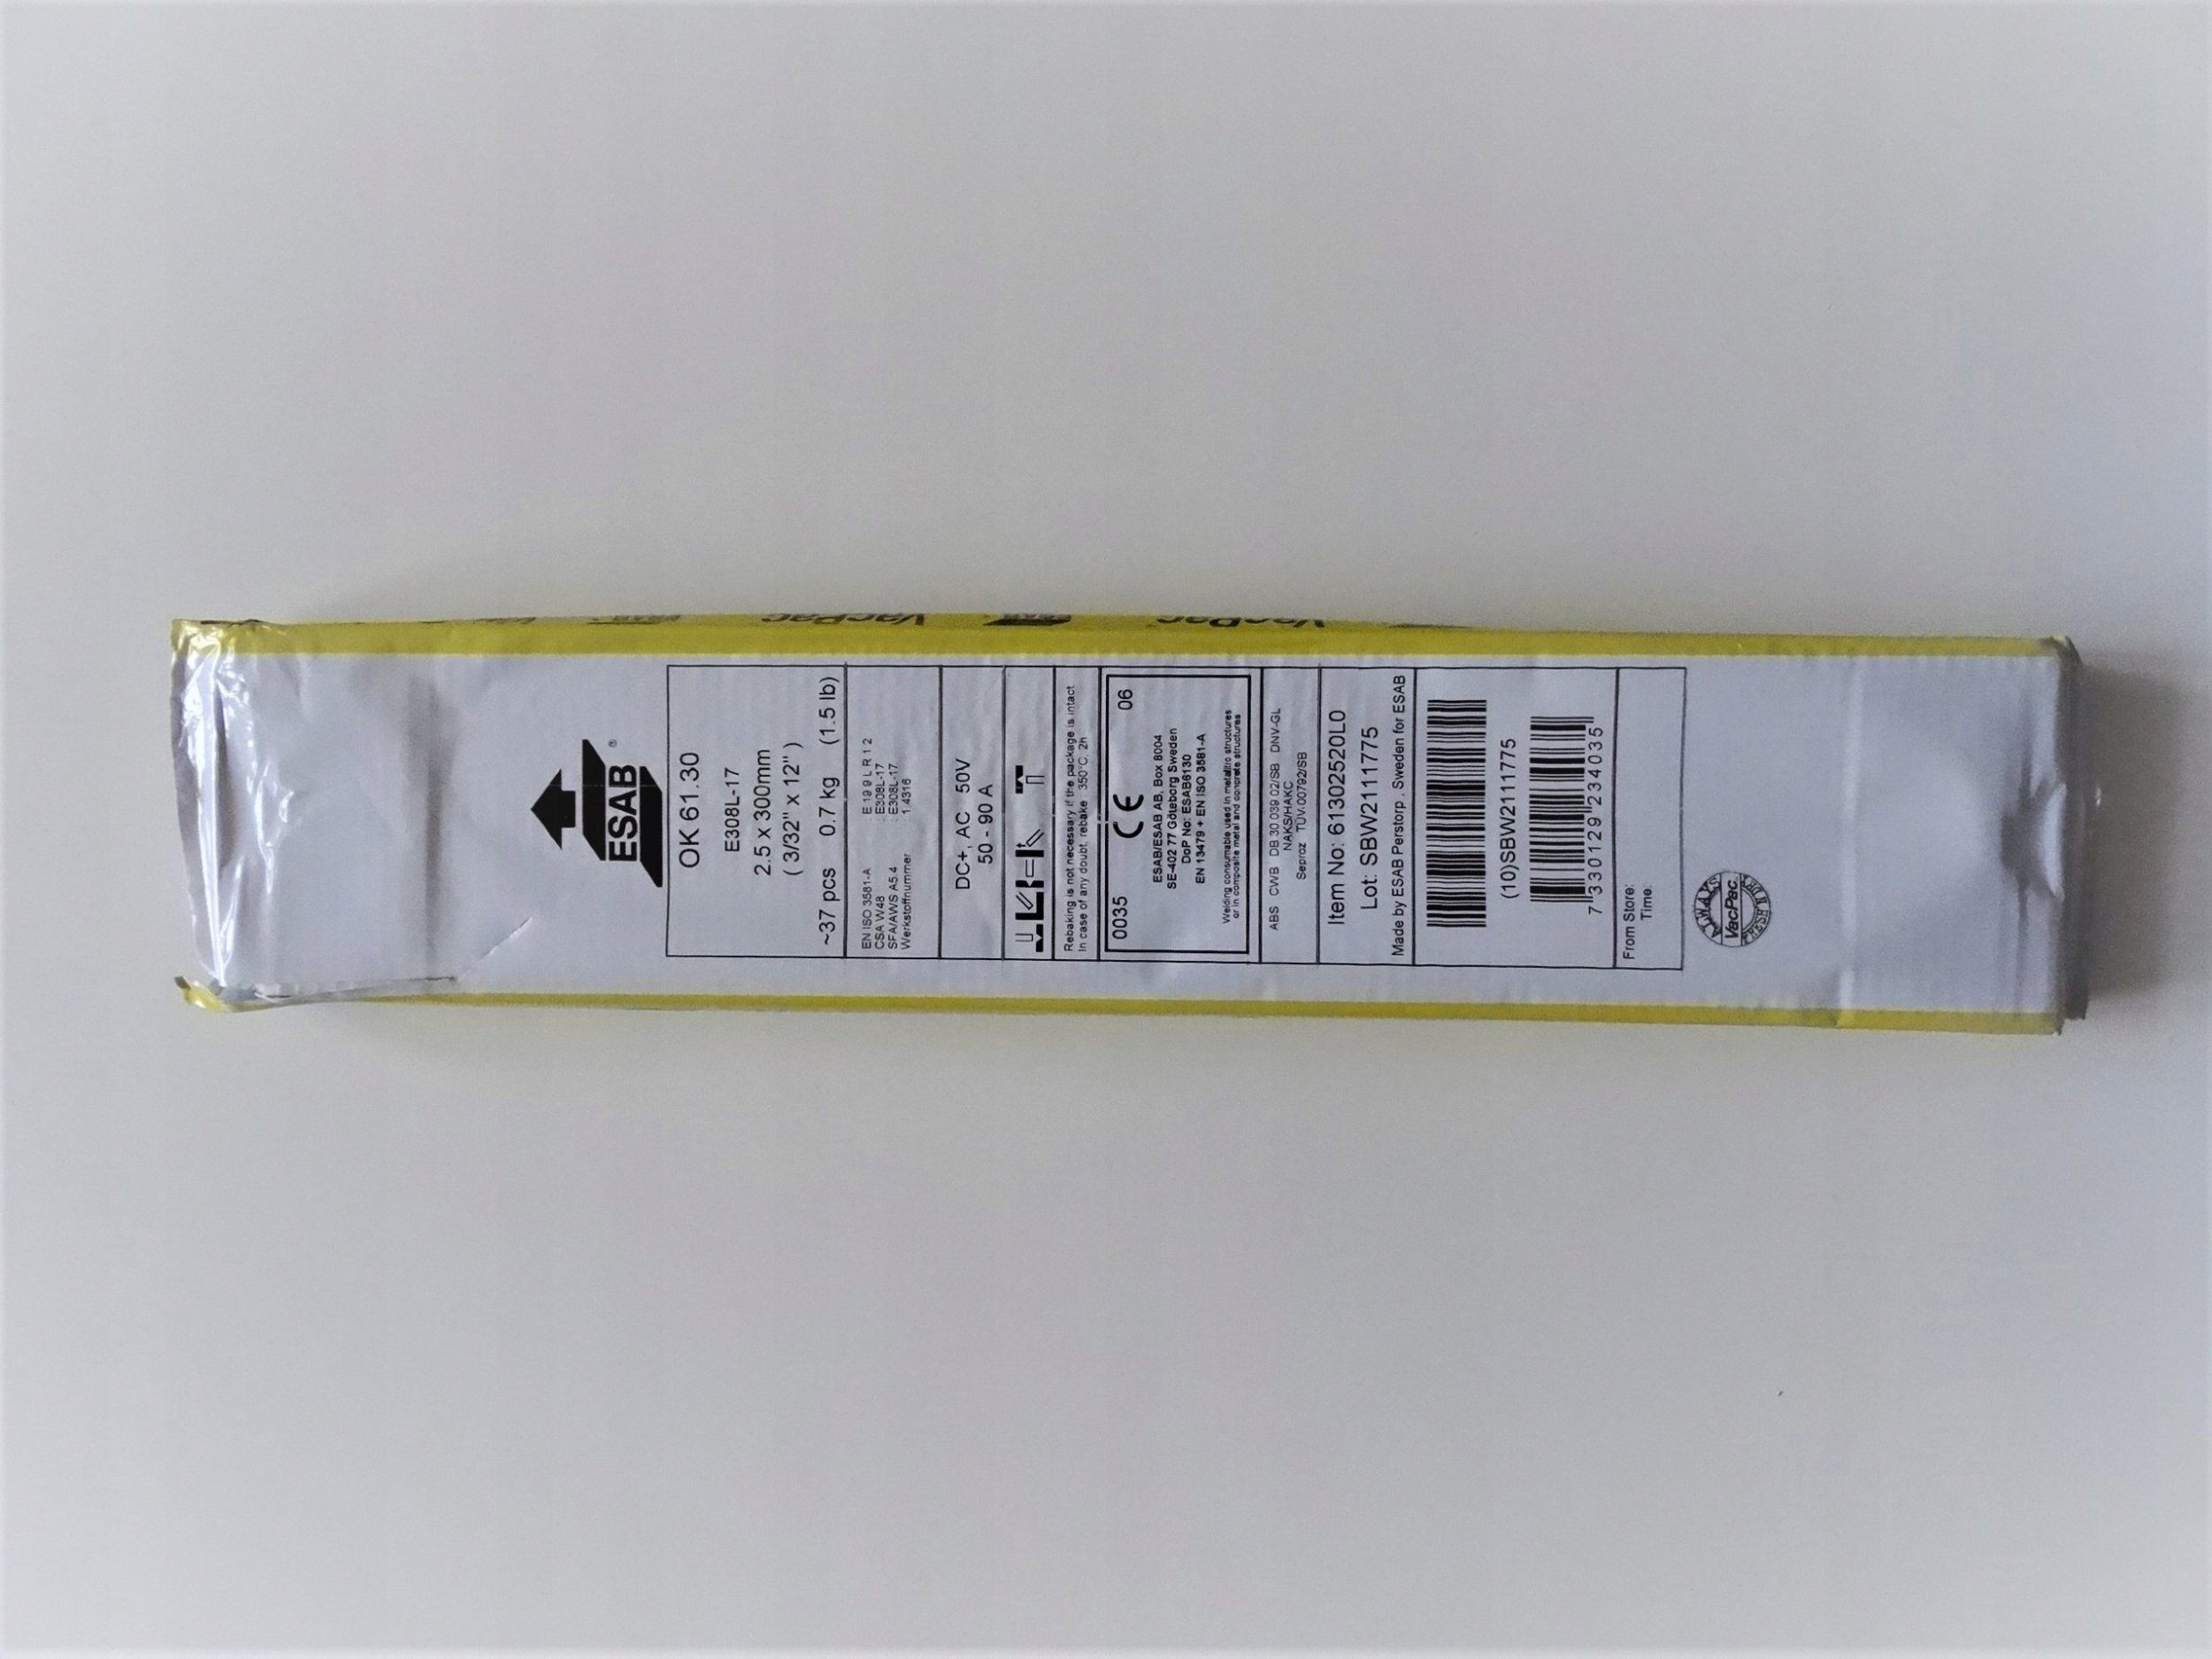 ESAB®
OK 61.30
E308L-17
2.5 x 300mm
( 3/32" x 12" )
~37 pcs 0.7 kg (1.5 lb)
EN ISO 3581-A : E 19 9 L R 1 2
CSA W48 : E308L-17
SFA/AWS A5.4 : E308L-17
Werkstoffnummer : 1.4316
DC+, AC 50V
50 - 90 A
Rebaking is not necessary if the package is intact
In case of any doubt, rebake 350°C, 2h
0035 CE 06
ESAB/ESAB AB, Box 8004
SE-402 77 Göteborg Sweden
DoP No: ESAB6130
EN 13479 + EN ISO 3581-A
Welding consumable used in metallic structures
or in composite metal and concrete structures
ABS CWB DB 30.039.02/SB DNV-GL
NAKS/HAKC
Seproz TÜV-00792/SB
Item No: 61302520L0
Lot: SBW2111775
Made by ESAB Perstorp , Sweden for ESAB
(10)SBW2111775
7 330129 234035
From Store:
Time:
ALWAYS
VacPac
FRESH N DRY
VacPac
VacPac